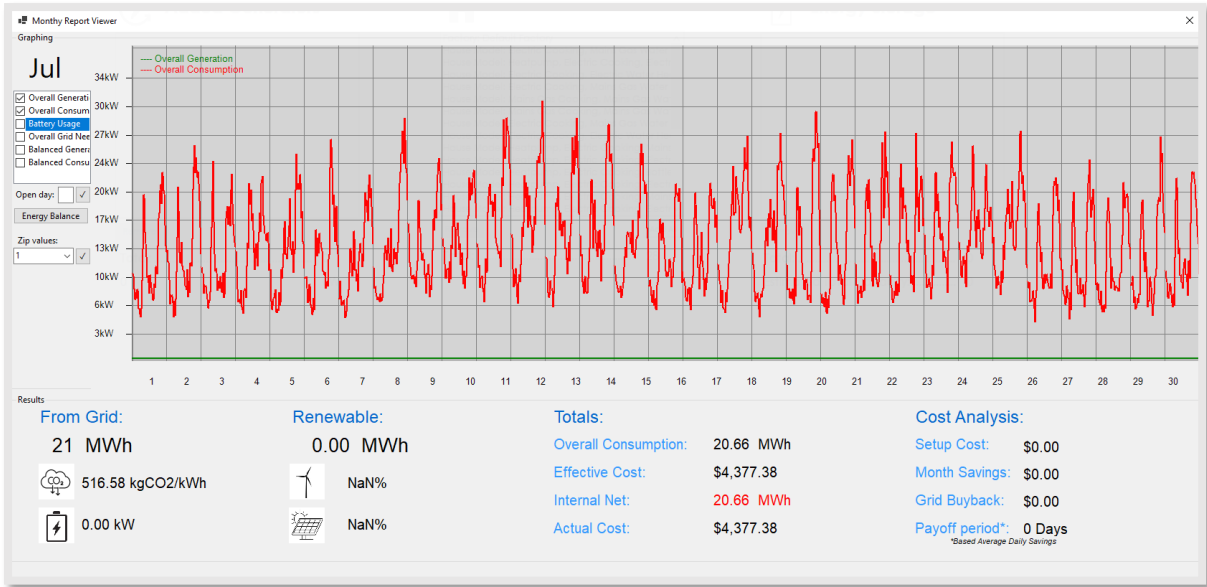 Monthy Report Viewer
Graphing
Jul
Overall Generati
Overall Consum
Battery Usage
Overall Grid Nee
Balanced Genera
Balanced Consu
Open day:
Energy Balance
Zip values:
1
---- Overall Generation
---- Overall Consumption
34kW
30kW
27kW
24kW
20kW
17kW
13kW
10kW
6kW
3kW
1 2 3 4 5 6 7 8 9 10 11 12 13 14 15 16 17 18 19 20 21 22 23 24 25 26 27 28 29 30
Results
From Grid:
21 MWh
CO2
516.58 kgCO2/kWh
0.00 kW
Renewable:
0.00 MWh
NaN%
NaN%
Totals:
Overall Consumption: 20.66 MWh
Effective Cost: $4,377.38
Internal Net: 20.66 MWh
Actual Cost: $4,377.38
Cost Analysis:
Setup Cost: $0.00
Month Savings: $0.00
Grid Buyback: $0.00
Payoff period*: 0 Days
*Based Average Daily Savings